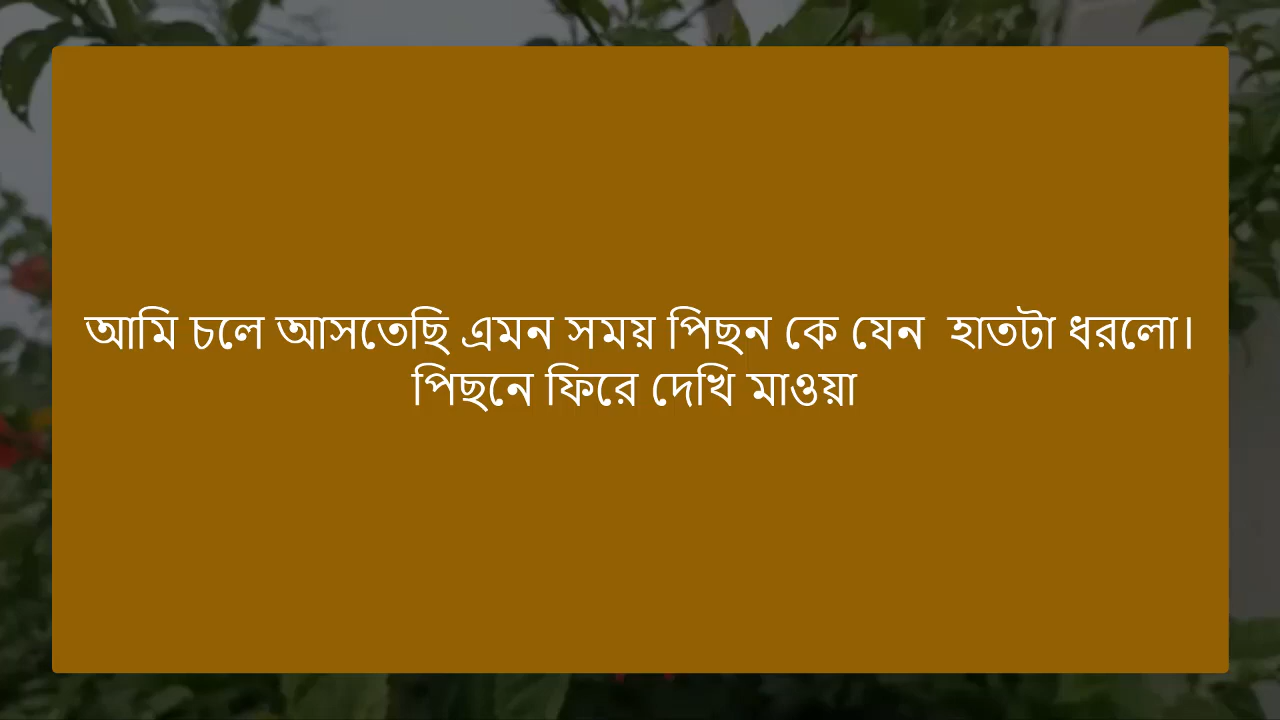 আমি চলে আসতেছি এমন সময় পিছন কে যেন  হাতটা ধরলো।
পিছনে ফিরে দেখি মাওয়া